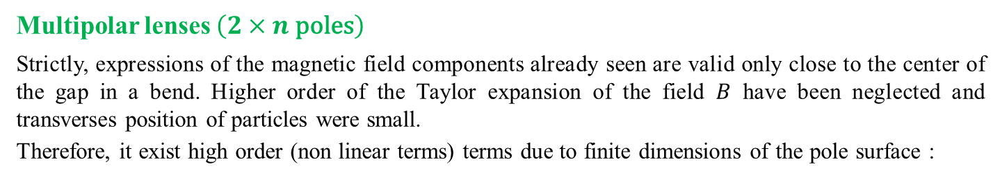 Multipolar lenses (2 × n poles)
Strictly, expressions of the magnetic field components already seen are valid only close to the center of
the gap in a bend. Higher order of the Taylor expansion of the field B have been neglected and
transverses position of particles were small.
Therefore, it exist high order (non linear terms) terms due to finite dimensions of the pole surface :